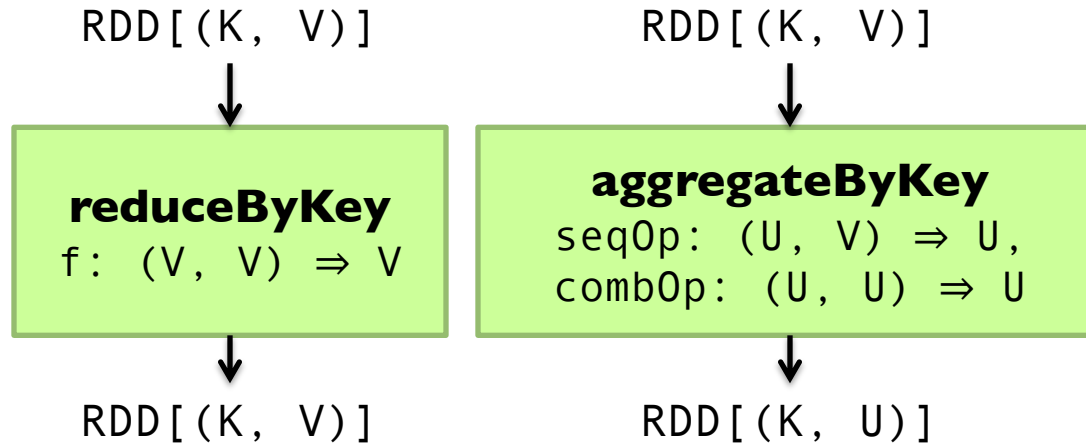 RDD[(K, V)]
reduceByKey
f: (V, V) ⇒ V
RDD[(K, V)]
RDD[(K, V)]
aggregateByKey
seqOp: (U, V) ⇒ U,
combOp: (U, U) ⇒ U
RDD[(K, U)]